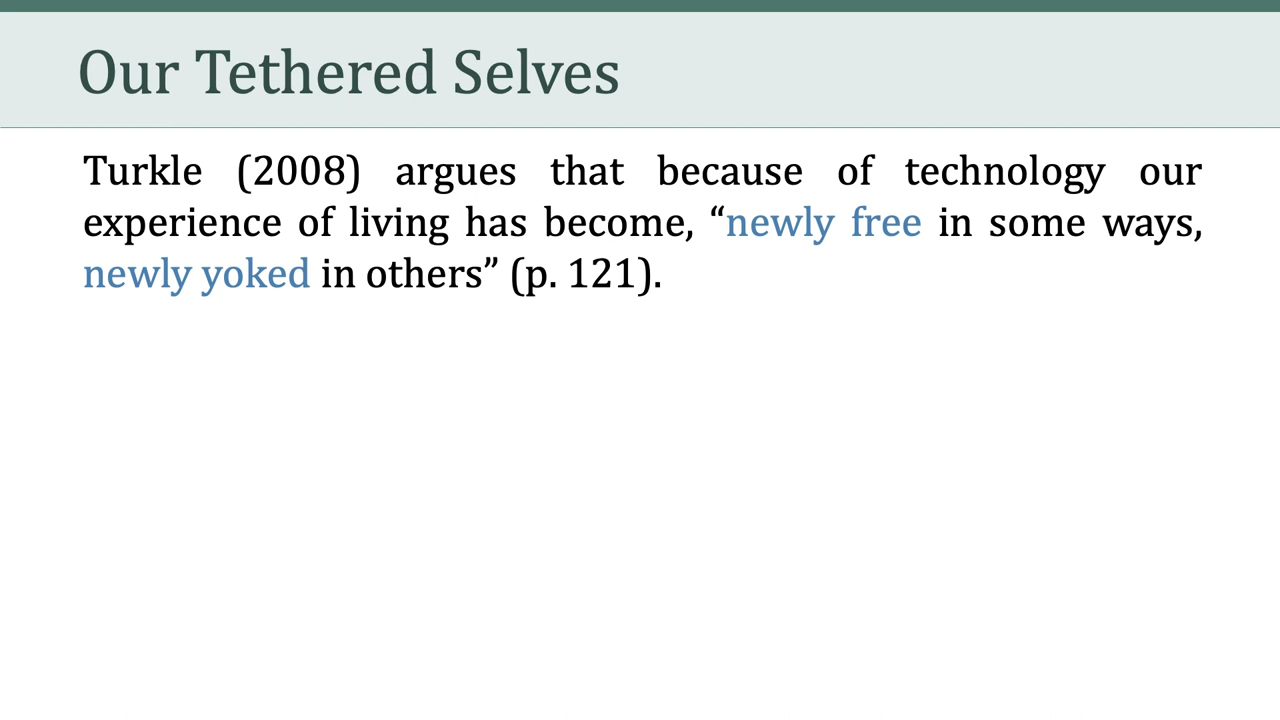 Our Tethered Selves
Turkle (2008) argues that because of technology our
experience of living has become, “newly free in some ways,
newly yoked in others” (p. 121).